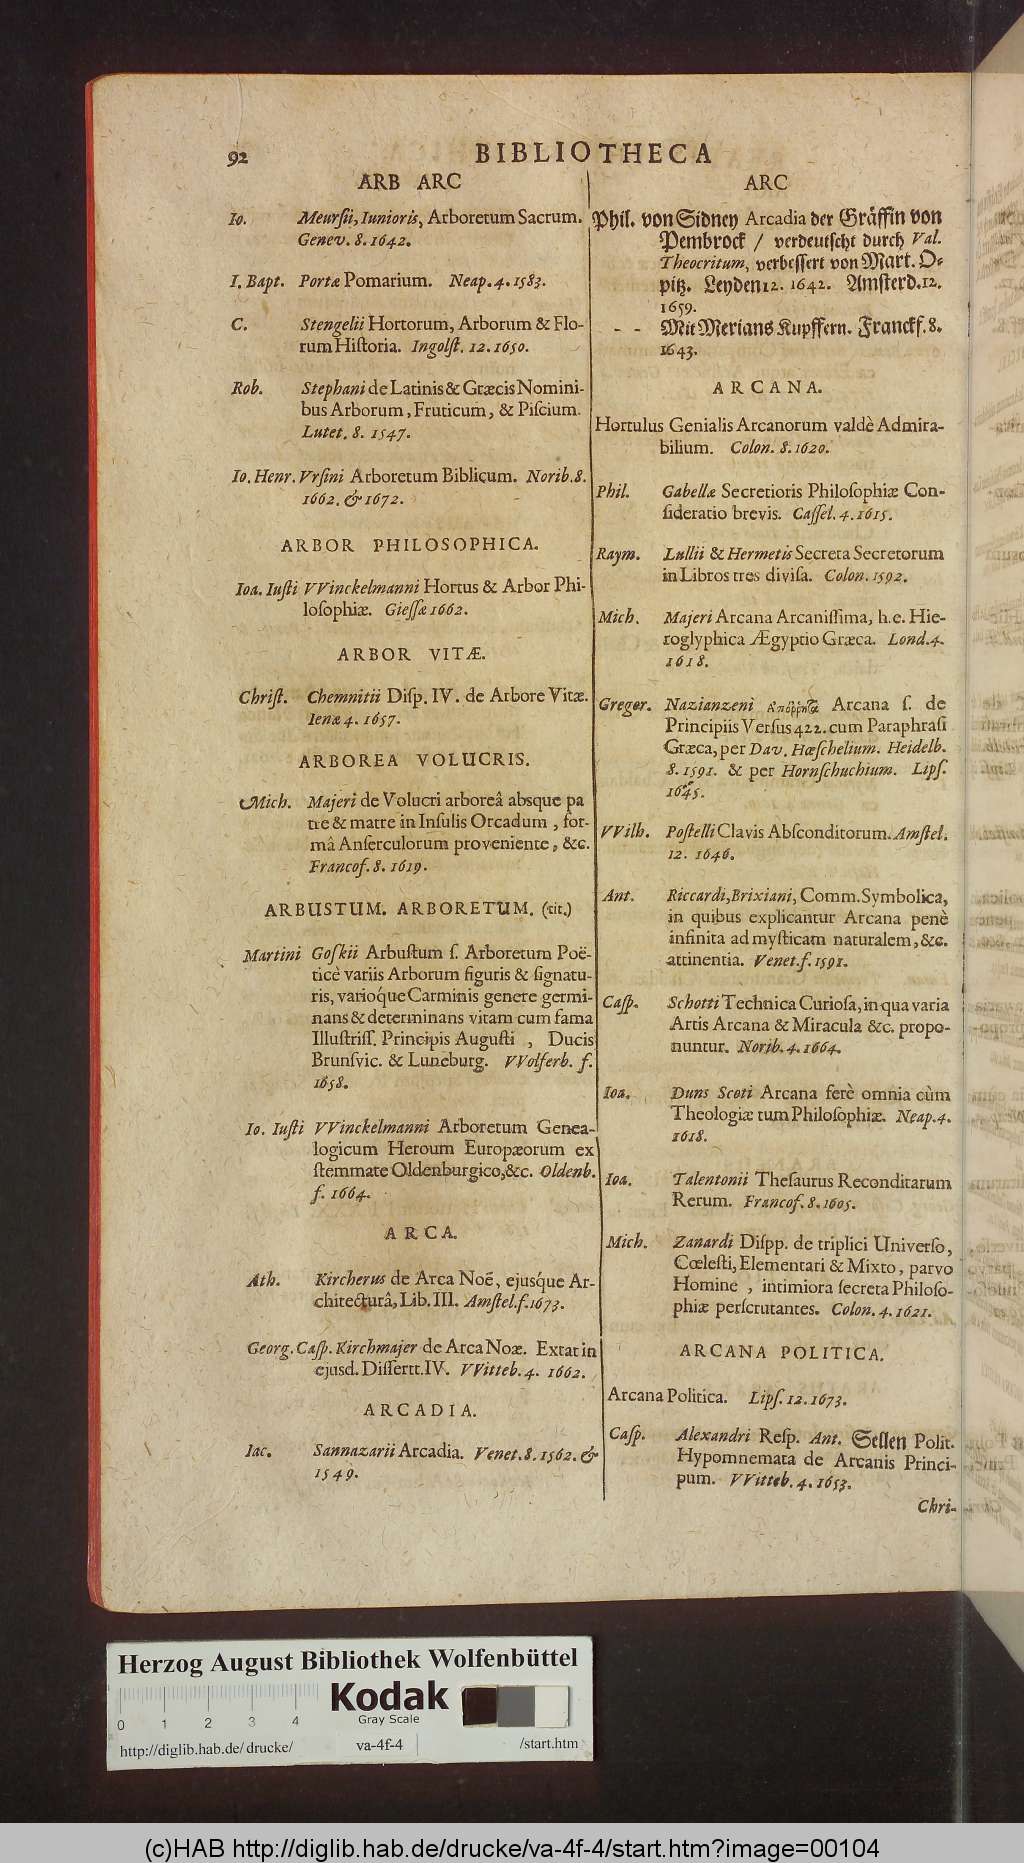 92
BIBLIOTHECA
ARB ARC
Io. Meursii, Iunioris, Arboretum Sacrum.
Genev. 8. 1642.
I. Bapt. Portæ Pomarium. Neap. 4. 1583.
C. Stengelii Hortorum, Arborum & Flo-
rum Historia. Ingolst. 12. 1650.
Rob. Stephani de Latinis & Græcis Nomini-
bus Arborum, Fruticum, & Piscium.
Lutet. 8. 1547.
Io. Henr. Vrsini Arboretum Biblicum. Norib. 8.
1662. & 1672.
ARBOR PHILOSOPHICA.
Ioa. Iusti VVinckelmanni Hortus & Arbor Phi-
losophiæ. Giessæ 1662.
ARBOR VITÆ.
Christ. Chemnitii Disp. IV. de Arbore Vitæ.
Ienæ 4. 1657.
ARBOREA VOLUCRIS.
Mich. Majeri de Volucri arboreâ absque pa
tre & matre in Insulis Orcadum, for-
mâ Anserculorum proveniente, &c.
Francof. 8. 1619.
ARBUSTUM. ARBORETUM. (tit.)
Martini Goskii Arbustum s. Arboretum Poë-
ticè variis Arborum figuris & signatu-
ris, varioq́ue Carminis genere germi-
nans & determinans vitam cum fama
Illustriss. Principis Augusti, Ducis
Brunsvic. & Luneburg. VVolferb. f.
1658.
Io. Iusti VVinckelmanni Arboretum Genea-
logicum Heroum Europæorum ex
stemmate Oldenburgico, &c. Oldenb.
f. 1664.
ARCA.
Ath. Kircherus de Arca Noë, ejusq́ue Ar-
chitecturâ, Lib. III. Amstel. f. 1673.
Georg. Casp. Kirchmajer de Arca Noæ. Extat in
ejusd. Dissertt. IV. VVitteb. 4. 1662.
ARCADIA.
Iac. Sannazarii Arcadia. Venet. 8. 1562. &
1549.
ARC
Phil. von Sidney Arcadia der Gräffin von
Pembrock / verdeutscht durch Val.
Theocritum, verbessert von Mart. O-
pitz. Leyden 12. 1642. Amsterd. 12.
1659.
- - Mit Merians Kupffern. Franckf. 8.
1643.
ARCANA.
Hortulus Genialis Arcanorum valdè Admira-
bilium. Colon. 8. 1620.
Phil. Gabellæ Secretioris Philosophiæ Con-
sideratio brevis. Cassel. 4. 1615.
Raym. Lullii & Hermetis Secreta Secretorum
in Libros tres divisa. Colon. 1592.
Mich. Majeri Arcana Arcanissima, h. e. Hie-
roglyphica Ægyptio Græca. Lond. 4.
1618.
Gregor. Nazianzeni Arcana s. de
Principiis Versus 422. cum Paraphrasi
Græca, per Dav. Hœschelium. Heidelb.
8. 1591. & per Hornschuchium. Lips.
1645.
VVilh. Postelli Clavis Absconditorum. Amstel.
12. 1646.
Ant. Riccardi, Brixiani, Comm. Symbolica,
in quibus explicantur Arcana penè
infinita ad mysticam naturalem, &c.
attinentia. Venet. f. 1591.
Casp. Schotti Technica Curiosa, in qua varia
Artis Arcana & Miracula &c. propo-
nuntur. Norib. 4. 1664.
Ioa. Duns Scoti Arcana ferè omnia cùm
Theologiæ tum Philosophiæ. Neap. 4.
1618.
Ioa. Talentonii Thesaurus Reconditarum
Rerum. Francof. 8. 1605.
Mich. Zanardi Dispp. de triplici Universo,
Cœlesti, Elementari & Mixto, parvo
Homine, intimiora secreta Philoso-
phiæ perscrutantes. Colon. 4. 1621.
ARCANA POLITICA.
Arcana Politica. Lips. 12. 1673.
Casp. Alexandri Resp. Ant. Sellen Polit.
Hypomnemata de Arcanis Princi-
pum. VVitteb. 4. 1653.
Chri-
Herzog August Bibliothek Wolfenbüttel
Kodak
Gray Scale
0 1 2 3 4
http://diglib.hab.de/drucke/ va-4f-4 /start.htm
(c)HAB http://diglib.hab.de/drucke/va-4f-4/start.htm?image=00104